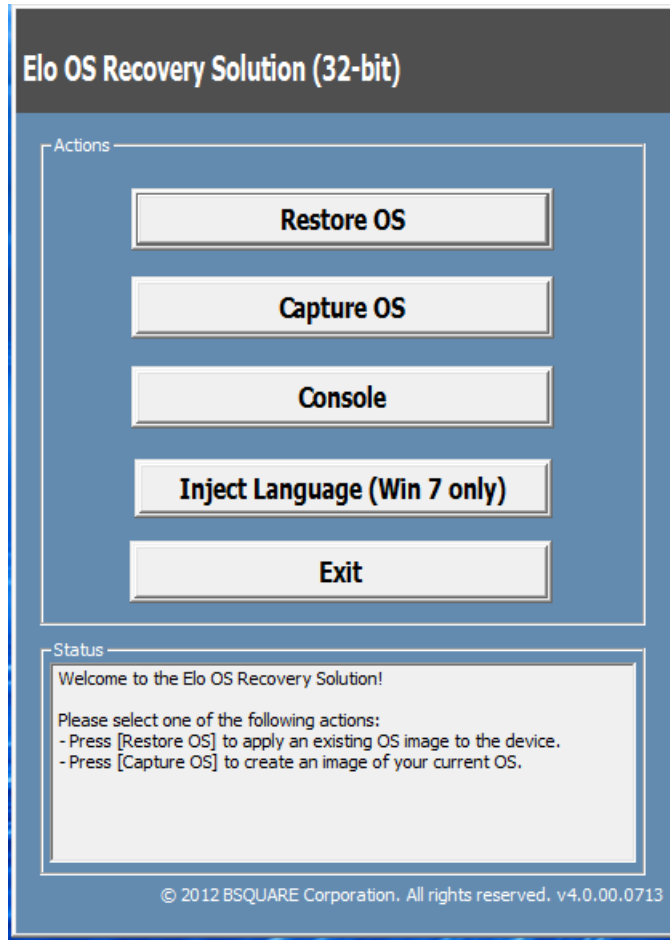 Elo OS Recovery Solution (32-bit)
Actions
Restore OS
Capture OS
Console
Inject Language (Win 7 only)
Exit
Status
Welcome to the Elo OS Recovery Solution!
Please select one of the following actions:
- Press [Restore OS] to apply an existing OS image to the device.
- Press [Capture OS] to create an image of your current OS.
© 2012 BSQUARE Corporation. All rights reserved. v4.0.00.0713